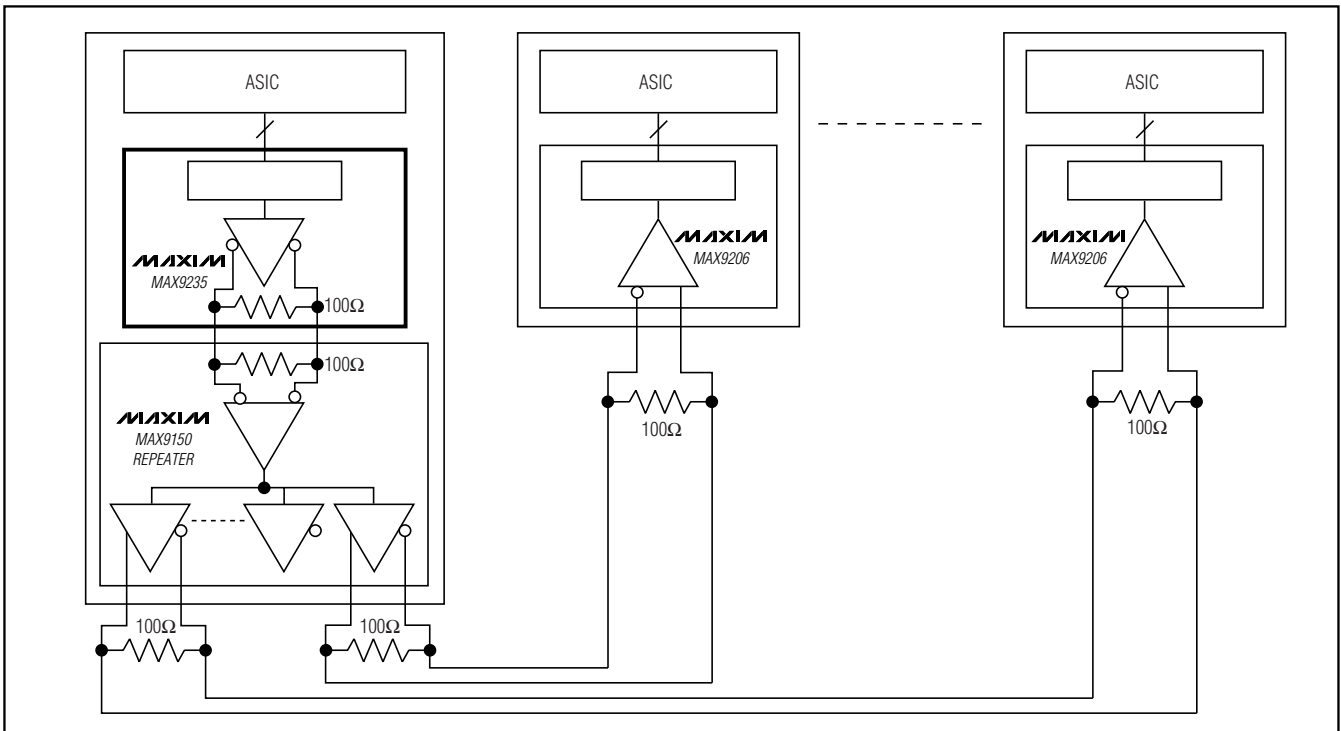 ASIC
MAXIM
MAX9235
100Ω
100Ω
MAXIM
MAX9150
REPEATER
100Ω
100Ω
ASIC
MAXIM
MAX9206
100Ω
ASIC
MAXIM
MAX9206
100Ω